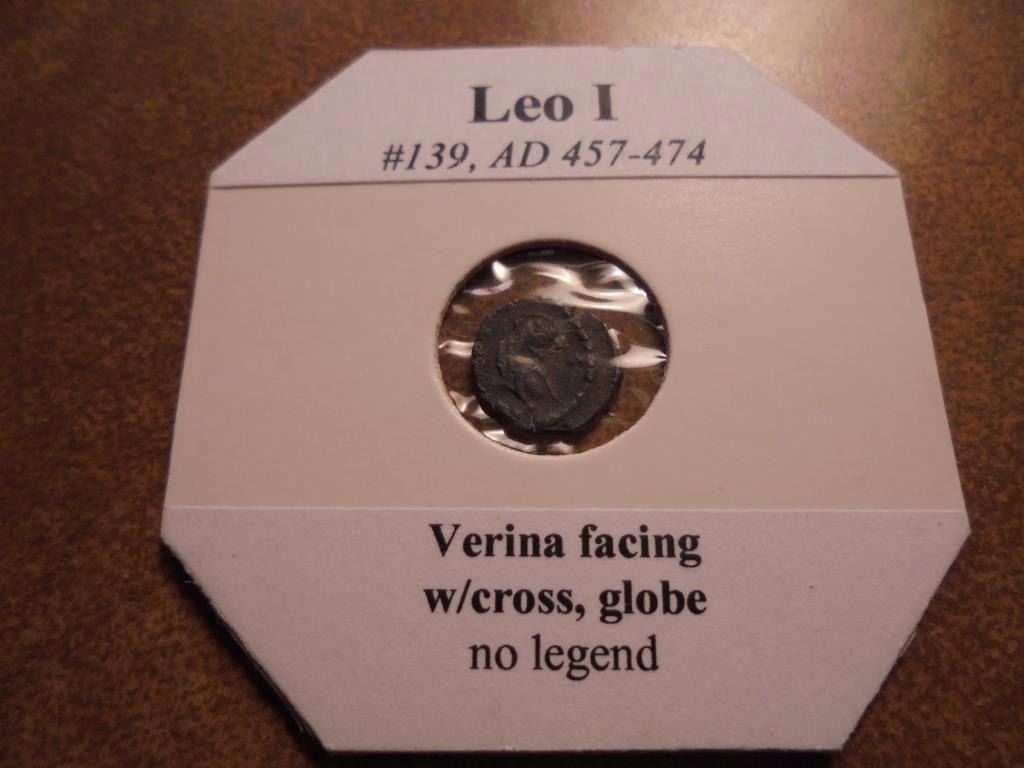 Leo I
#139, AD 457-474
Verina facing
w/cross, globe
no legend